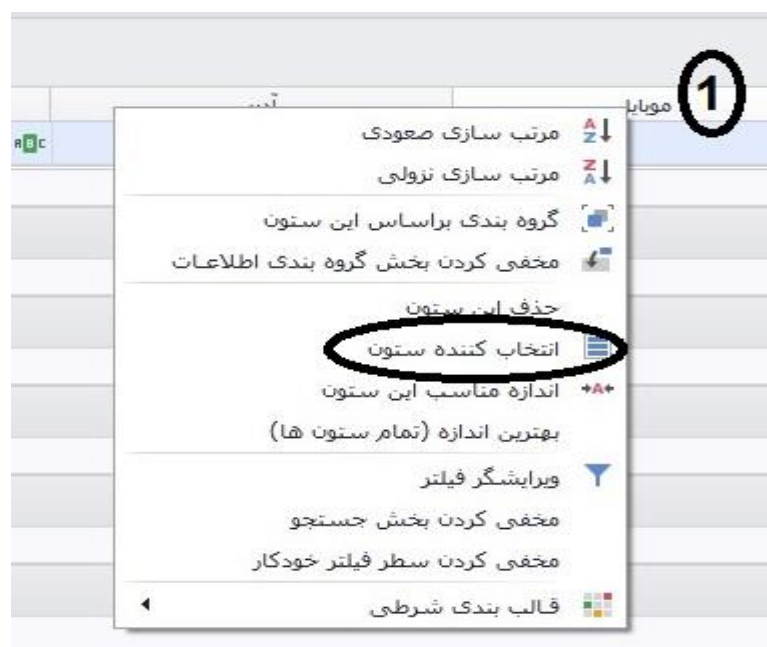 1
موبایل
مرتب سازی صعودی
مرتب سازی نزولی
گروه بندی براساس این ستون
مخفی کردن بخش گروه بندی اطلاعات
حذف این ستون
انتخاب کننده ستون
اندازه مناسب این ستون
بهترین اندازه (تمام ستون ها)
ویرایشگر فیلتر
مخفی کردن بخش جستجو
مخفی کردن سطر فیلتر خودکار
قالب بندی شرطی